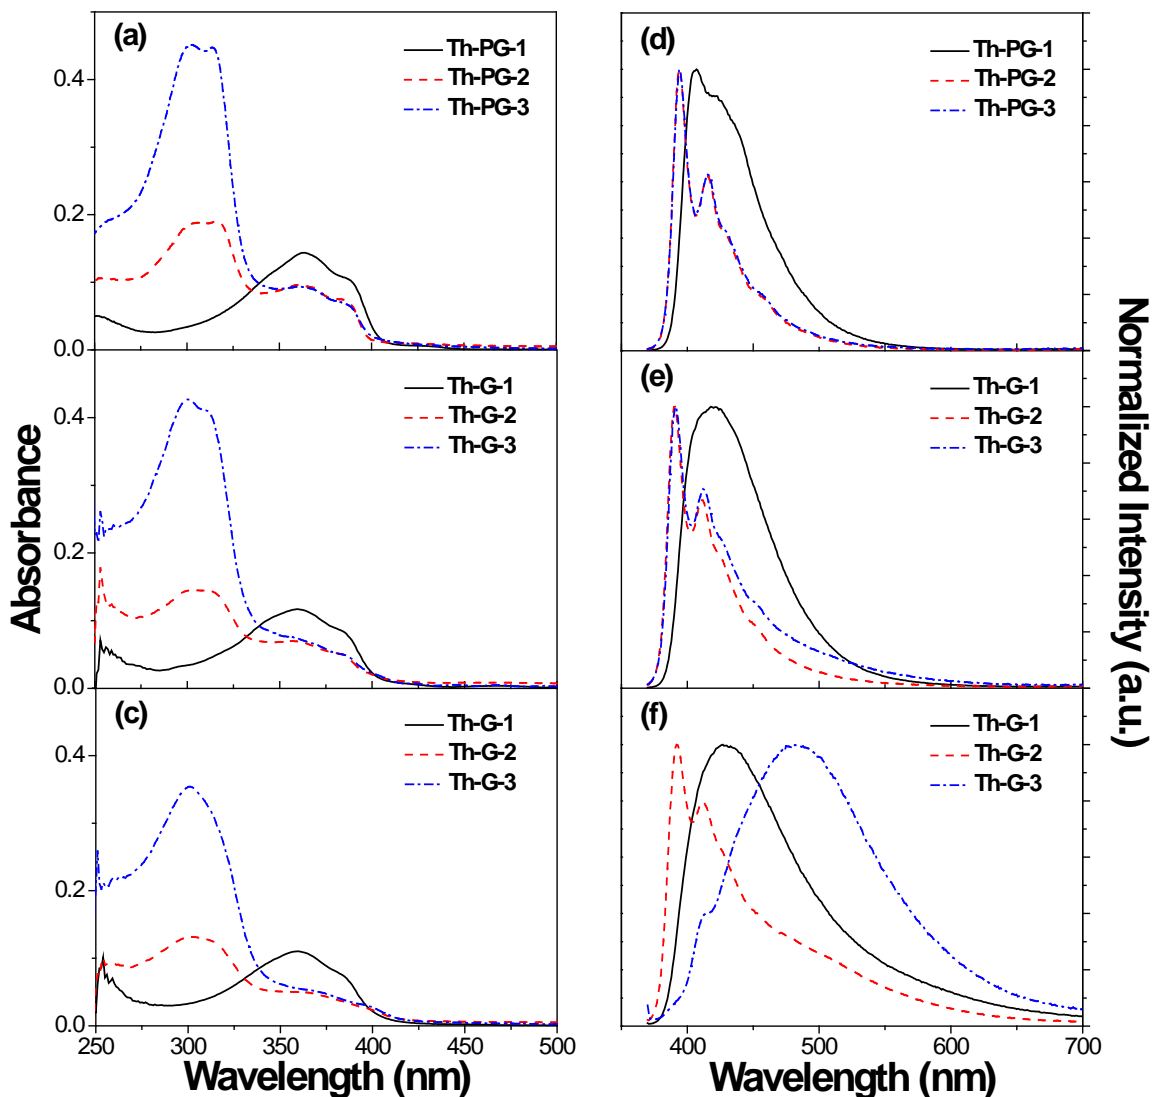 (a)
Th-PG-1
Th-PG-2
Th-PG-3
0.4
0.2
0.0
(d)
Th-PG-1
Th-PG-2
Th-PG-3
Th-G-1
Th-G-2
Th-G-3
0.4
0.2
0.0
(e)
Th-G-1
Th-G-2
Th-G-3
(c)
Th-G-1
Th-G-2
Th-G-3
0.4
0.2
0.0
(f)
Th-G-1
Th-G-2
Th-G-3
Absorbance
Normalized Intensity (a.u.)
250 300 350 400 450 500
400 500 600 700
Wavelength (nm)
Wavelength (nm)